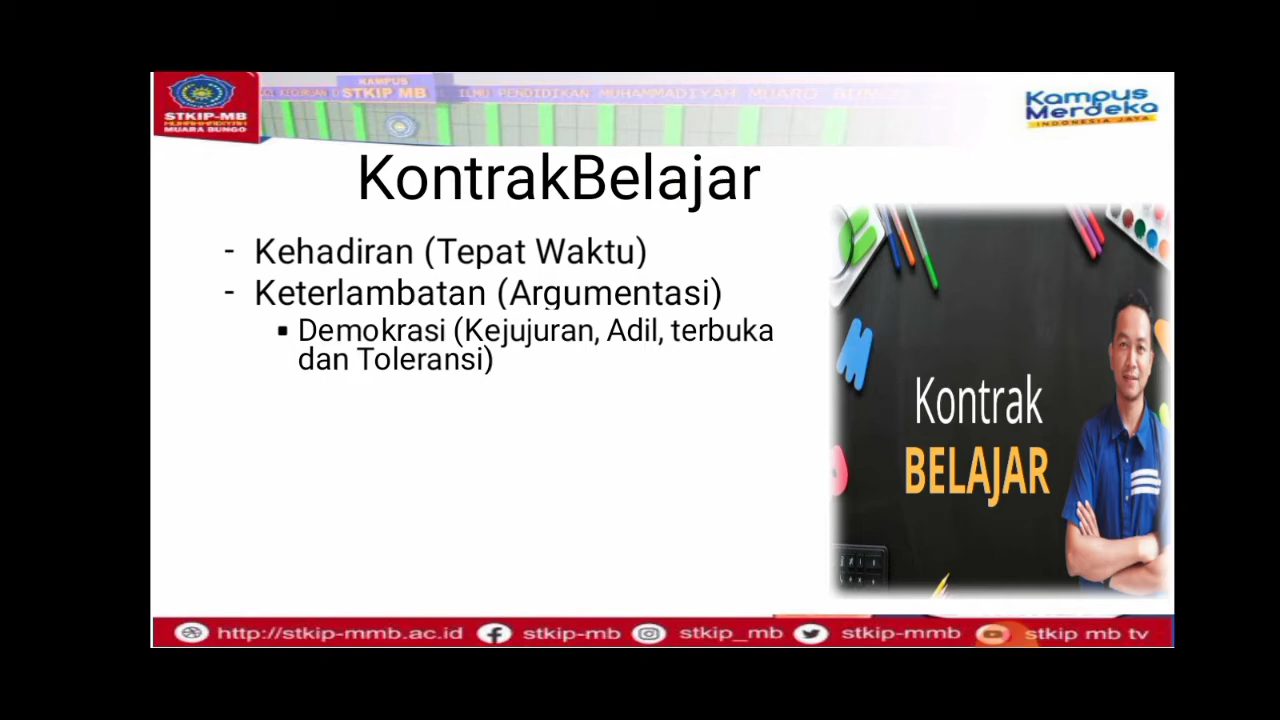 KAMPUS
STKIP MB
ILMU PENDIDIKAN MUHAMMADIYAH MUARO BUNGO
STKIP-MB
MUHAMMADIYAH
MUARA BUNGO
Kampus
Merdeka
INDONESIA JAYA
KontrakBelajar
- Kehadiran (Tepat Waktu)
- Keterlambatan (Argumentasi)
▪ Demokrasi (Kejujuran, Adil, terbuka
dan Toleransi)
Kontrak
BELAJAR
http://stkip-mmb.ac.id stkip-mb stkip_mb stkip-mmb stkip mb tv